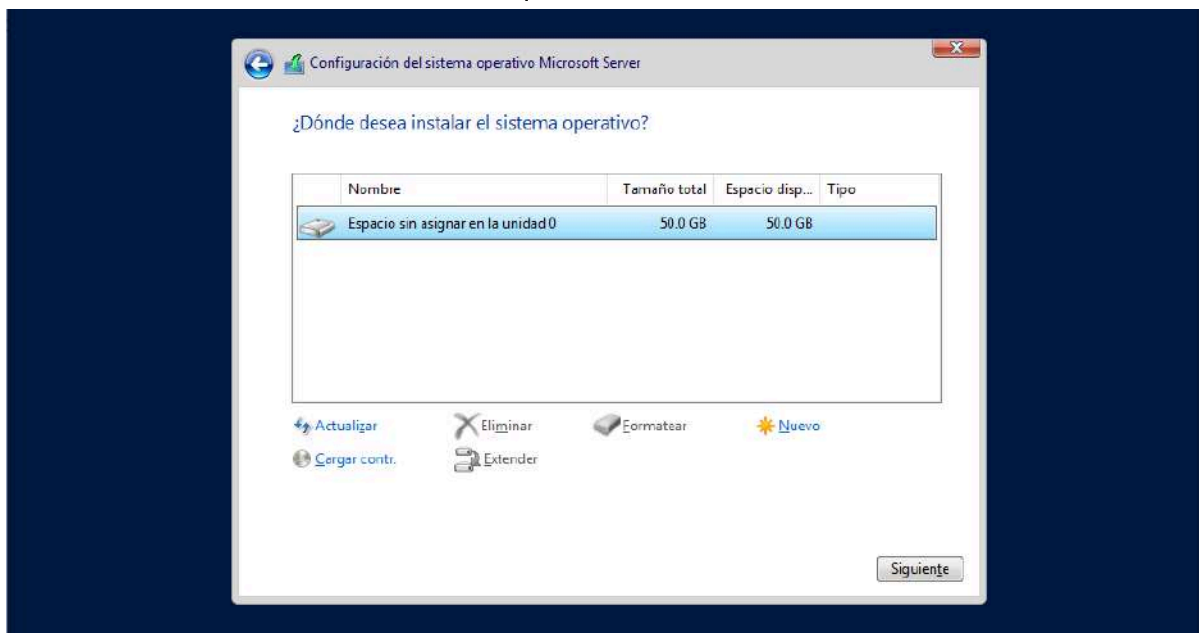 Configuración del sistema operativo Microsoft Server
¿Dónde desea instalar el sistema operativo?
Nombre Tamaño total Espacio disp... Tipo
Espacio sin asignar en la unidad 0 50.0 GB 50.0 GB
Actualizar Eliminar Formatear Nuevo
Cargar contr. Extender
Siguiente